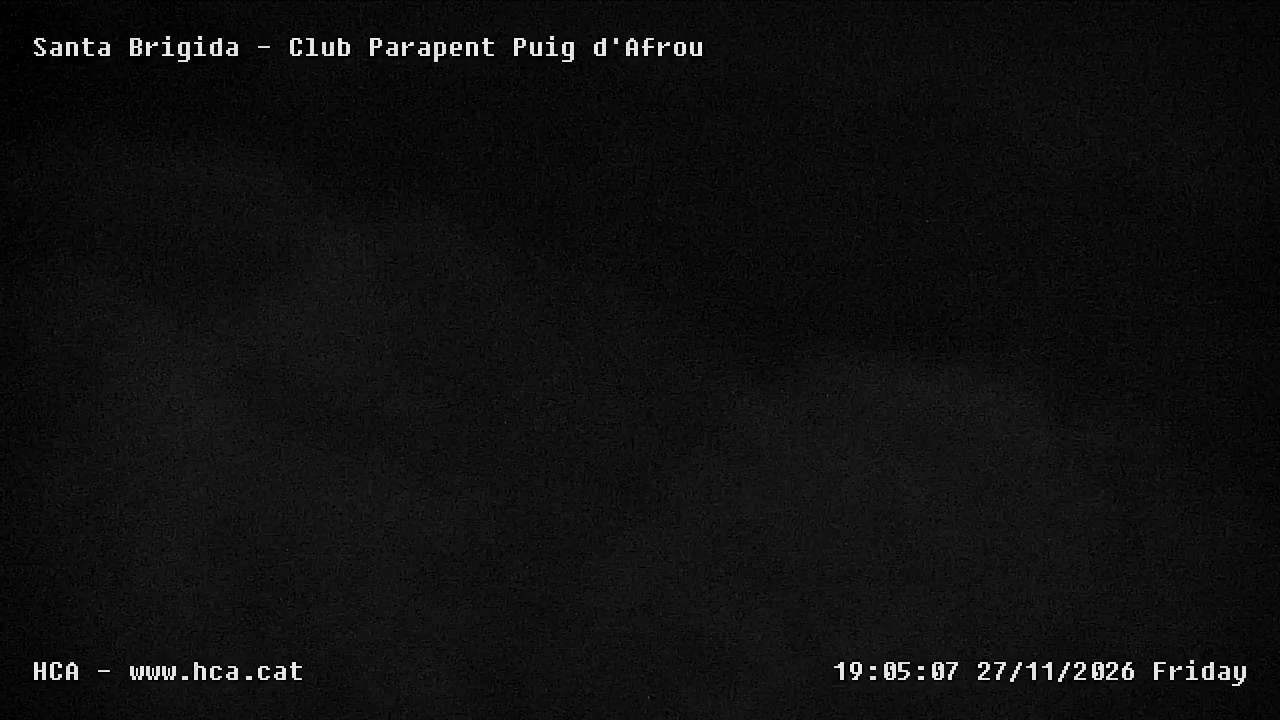 Santa Brigida - Club Parapent Puig d'Afrou
HCA - www.hca.cat
19:05:07 27/11/2026 Friday